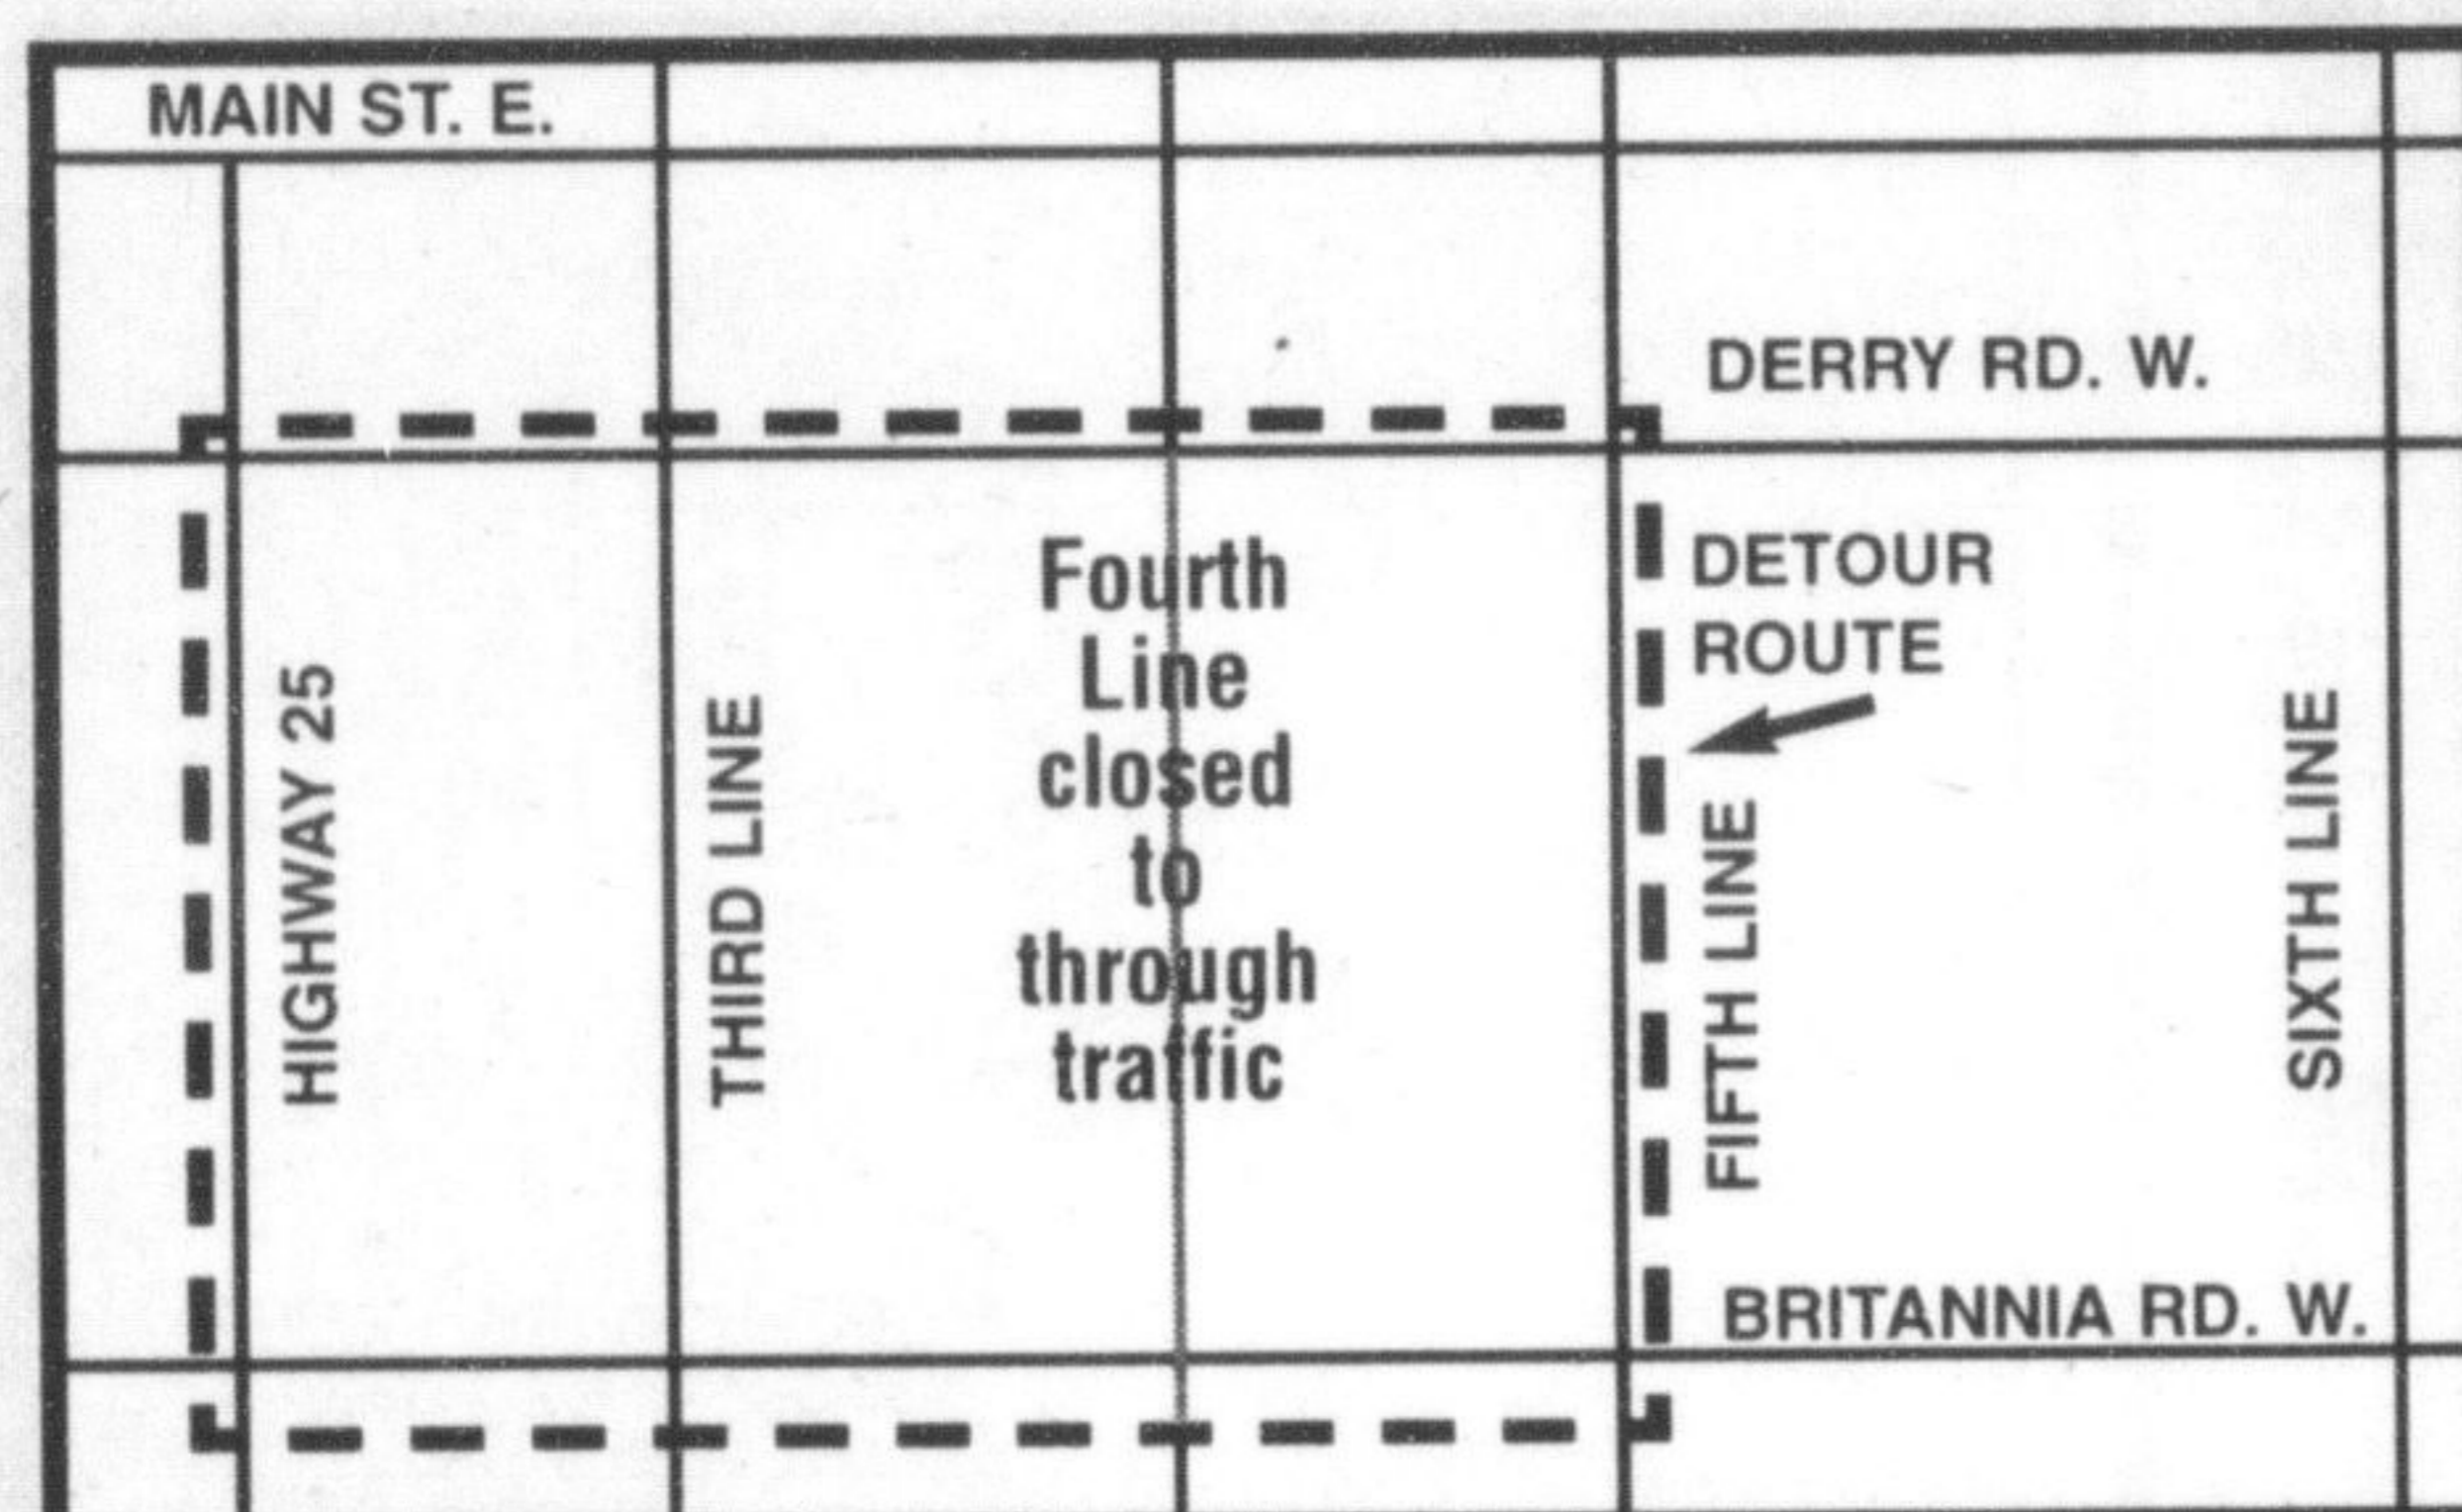 MAIN ST. E.
DERRY RD. W.
DETOUR
ROUTE
HIGHWAY 25
THIRD LINE
Fourth
Line
closed
to
through
traffic
FIFTH LINE
SIXTH LINE
BRITANNIA RD. W.